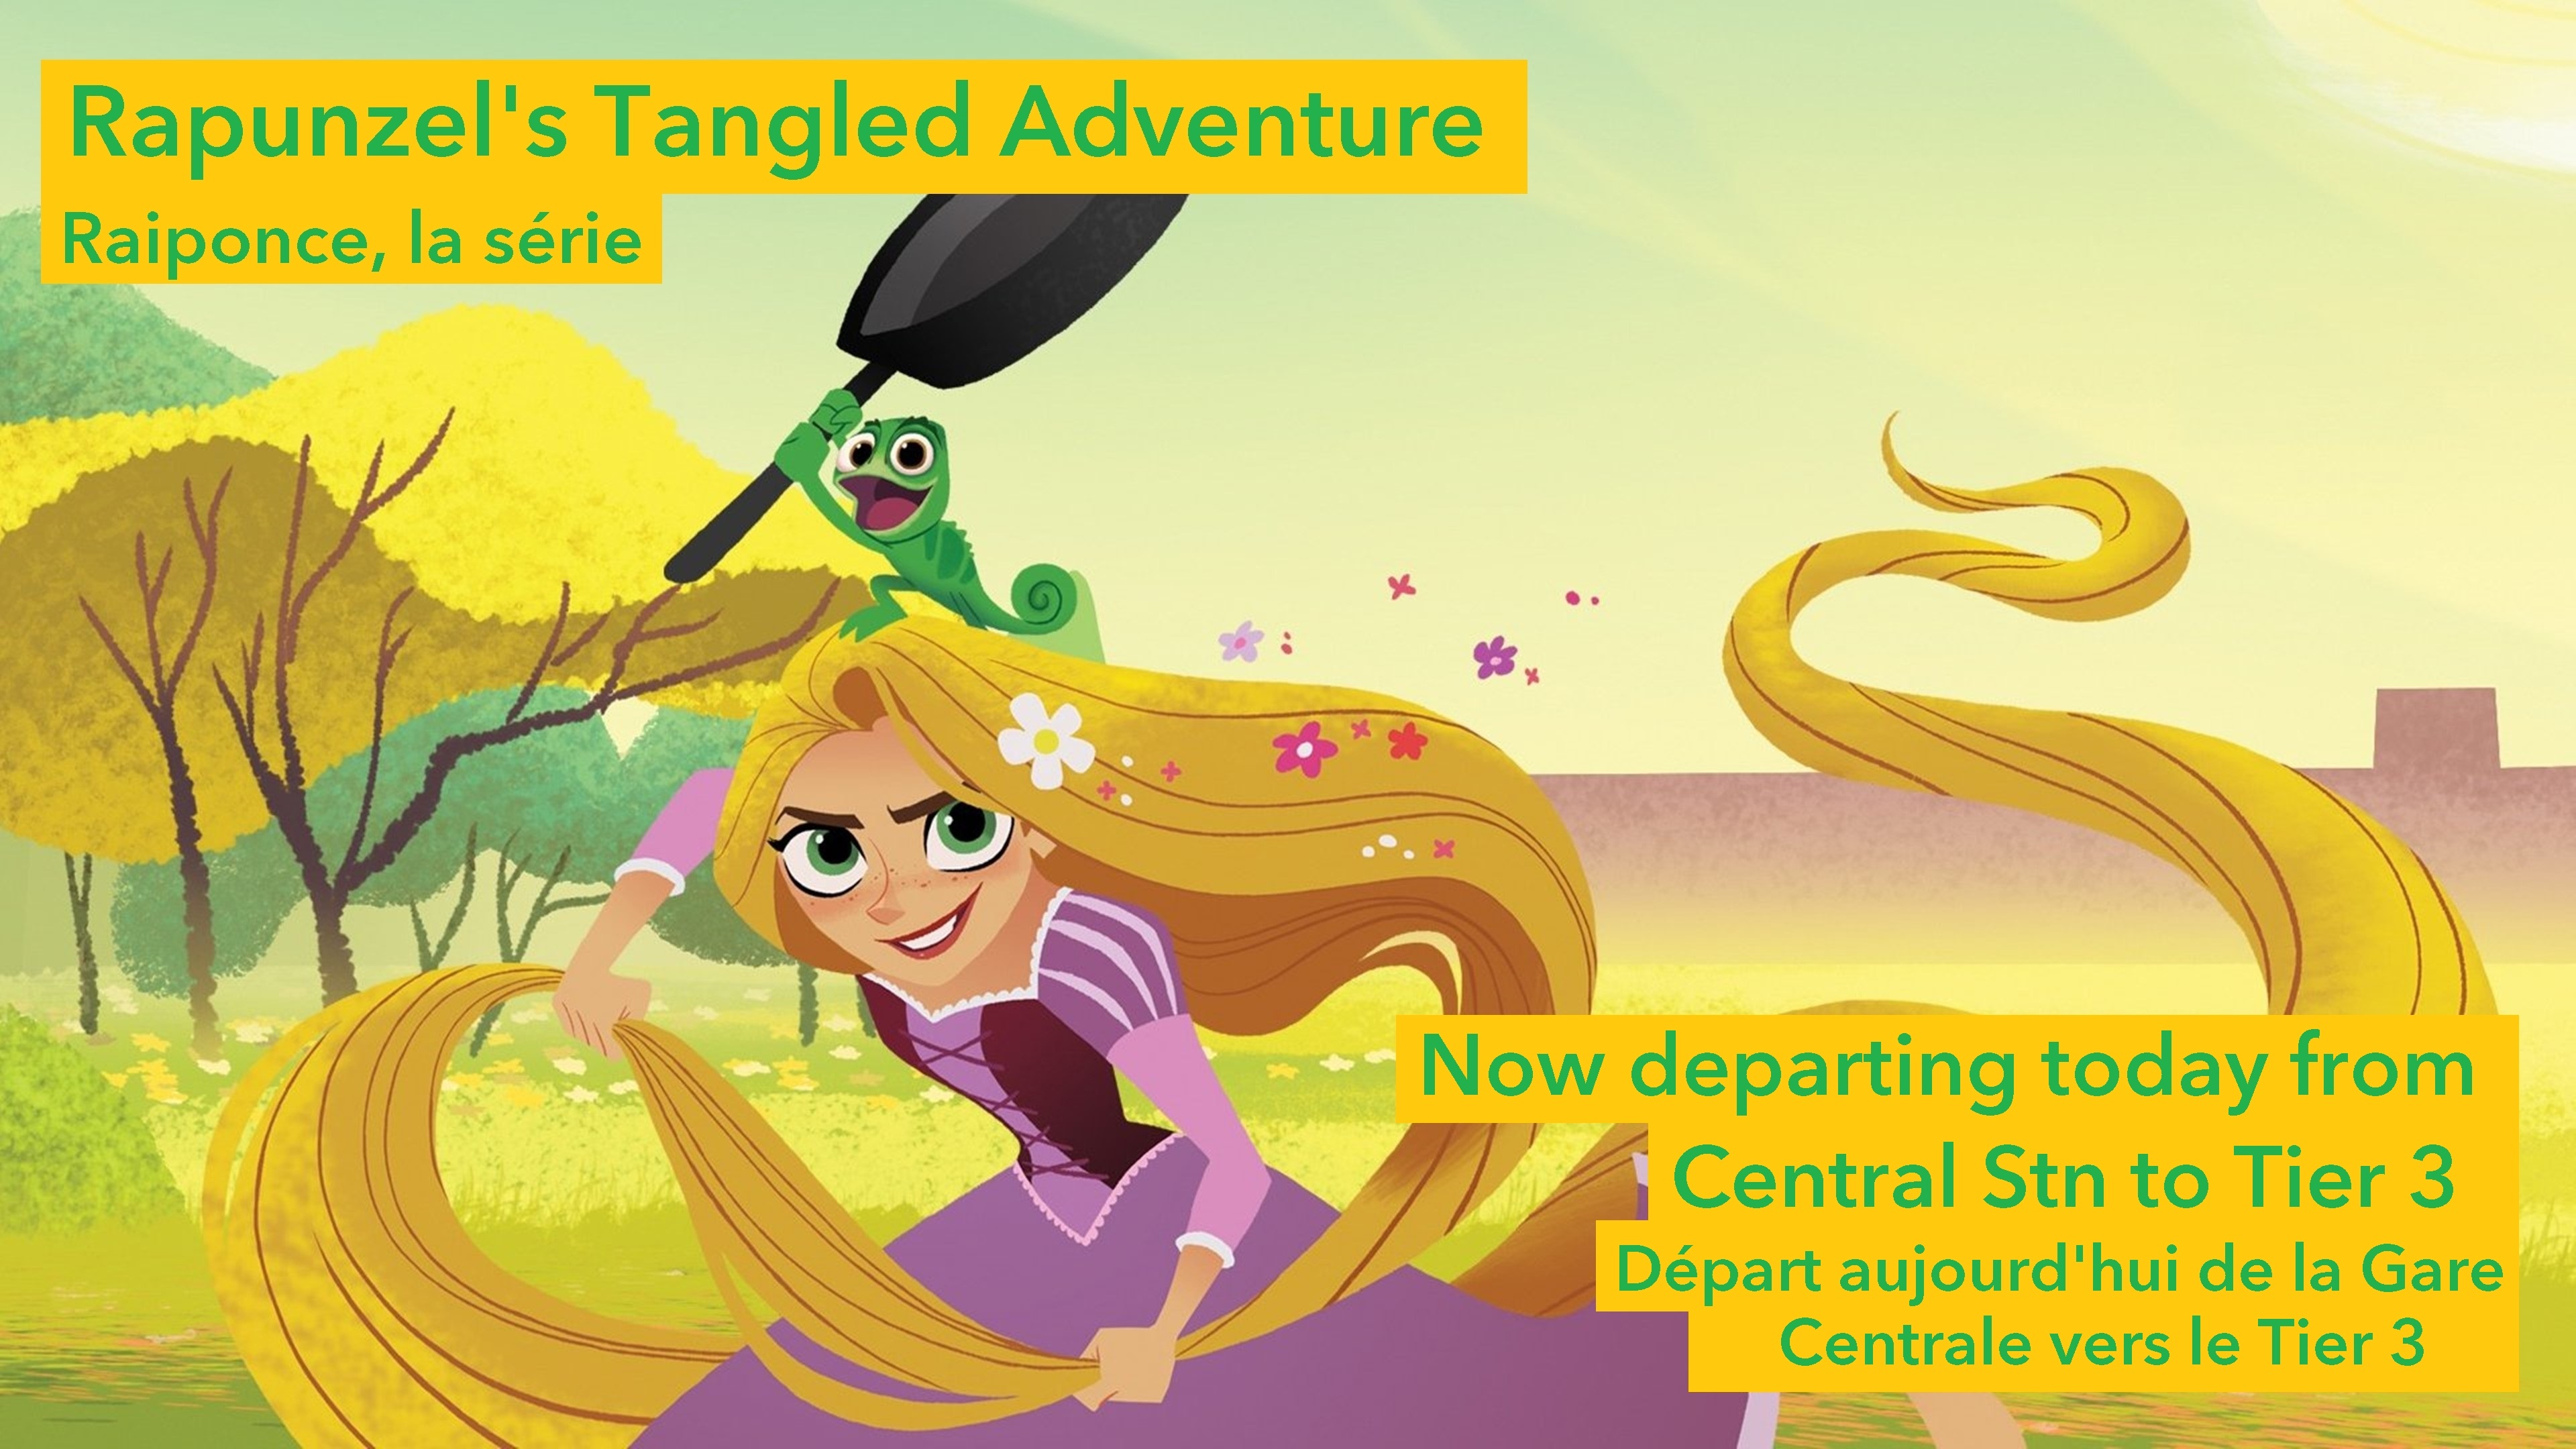 Rapunzel's Tangled Adventure
Raiponce, la série
Now departing today from
Central Stn to Tier 3
Départ aujourd'hui de la Gare
Centrale vers le Tier 3